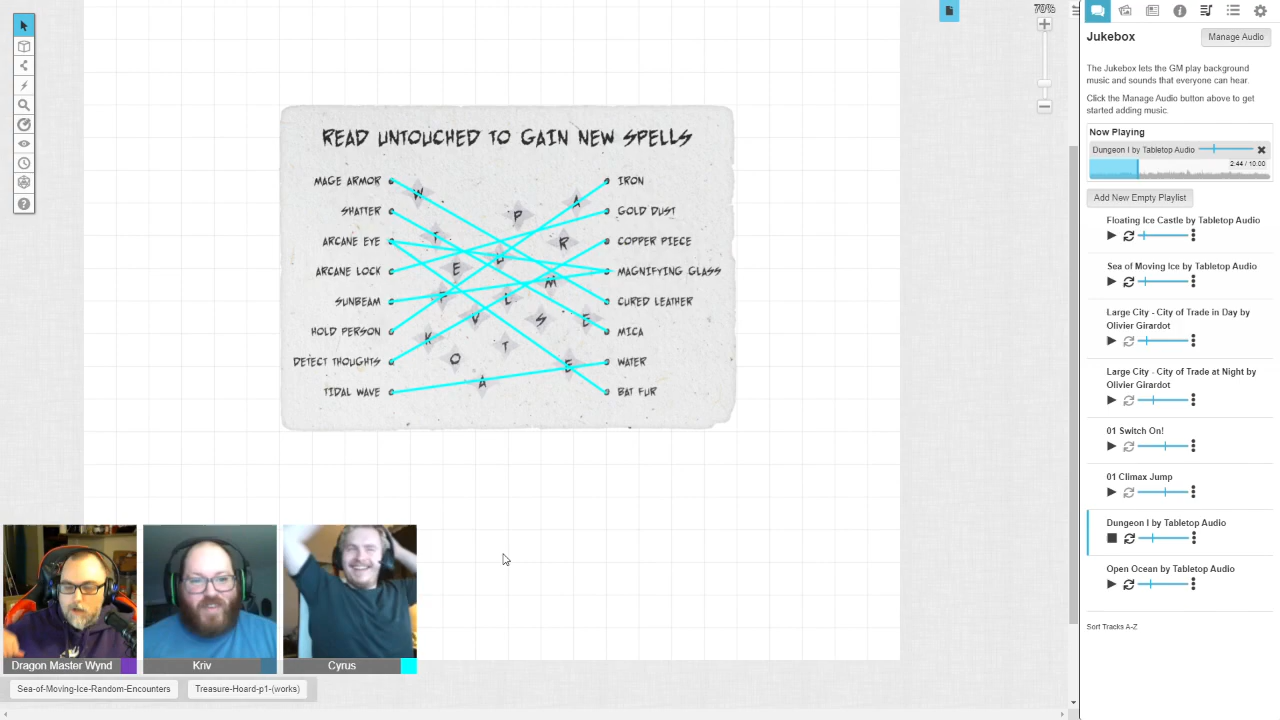 70%
Jukebox
Manage Audio
The Jukebox lets the GM play background
music and sounds that everyone can hear.
Click the Manage Audio button above to get
started adding music.
Now Playing
Dungeon I by Tabletop Audio
2:44 / 10:00
Add New Empty Playlist
Floating Ice Castle by Tabletop Audio
Sea of Moving Ice by Tabletop Audio
Large City - City of Trade in Day by
Olivier Girardot
Large City - City of Trade at Night by
Olivier Girardot
01 Switch On!
01 Climax Jump
Dungeon I by Tabletop Audio
Open Ocean by Tabletop Audio
Sort Tracks A-Z
READ UNTOUCHED TO GAIN NEW SPELLS
MAGE ARMOR IRON
SHATTER GOLD DUST
ARCANE EYE COPPER PIECE
ARCANE LOCK MAGNIFYING GLASS
SUNBEAM CURED LEATHER
HOLD PERSON MICA
DETECT THOUGHTS WATER
TIDAL WAVE BAT FUR
W
A
P
R
E
M
L
V
S
E
K
T
O
E
A
Dragon Master Wynd
Kriv
Cyrus
Sea-of-Moving-Ice-Random-Encounters
Treasure-Hoard-p1-(works)